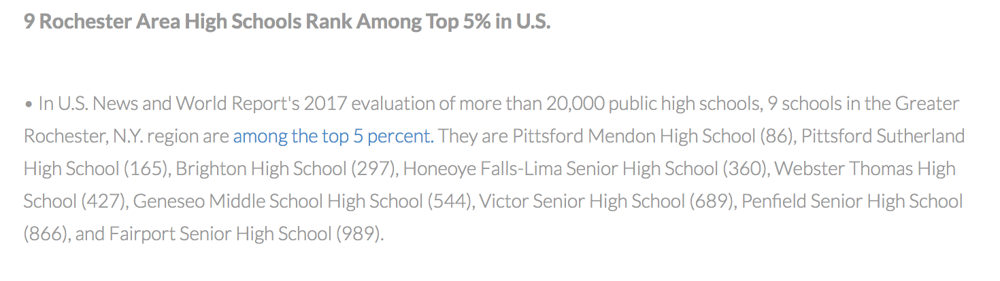 9 Rochester Area High Schools Rank Among Top 5% in U.S.
• In U.S. News and World Report's 2017 evaluation of more than 20,000 public high schools, 9 schools in the Greater
Rochester, N.Y. region are among the top 5 percent. They are Pittsford Mendon High School (86), Pittsford Sutherland
High School (165), Brighton High School (297), Honeoye Falls-Lima Senior High School (360), Webster Thomas High
School (427), Geneseo Middle School High School (544), Victor Senior High School (689), Penfield Senior High School
(866), and Fairport Senior High School (989).